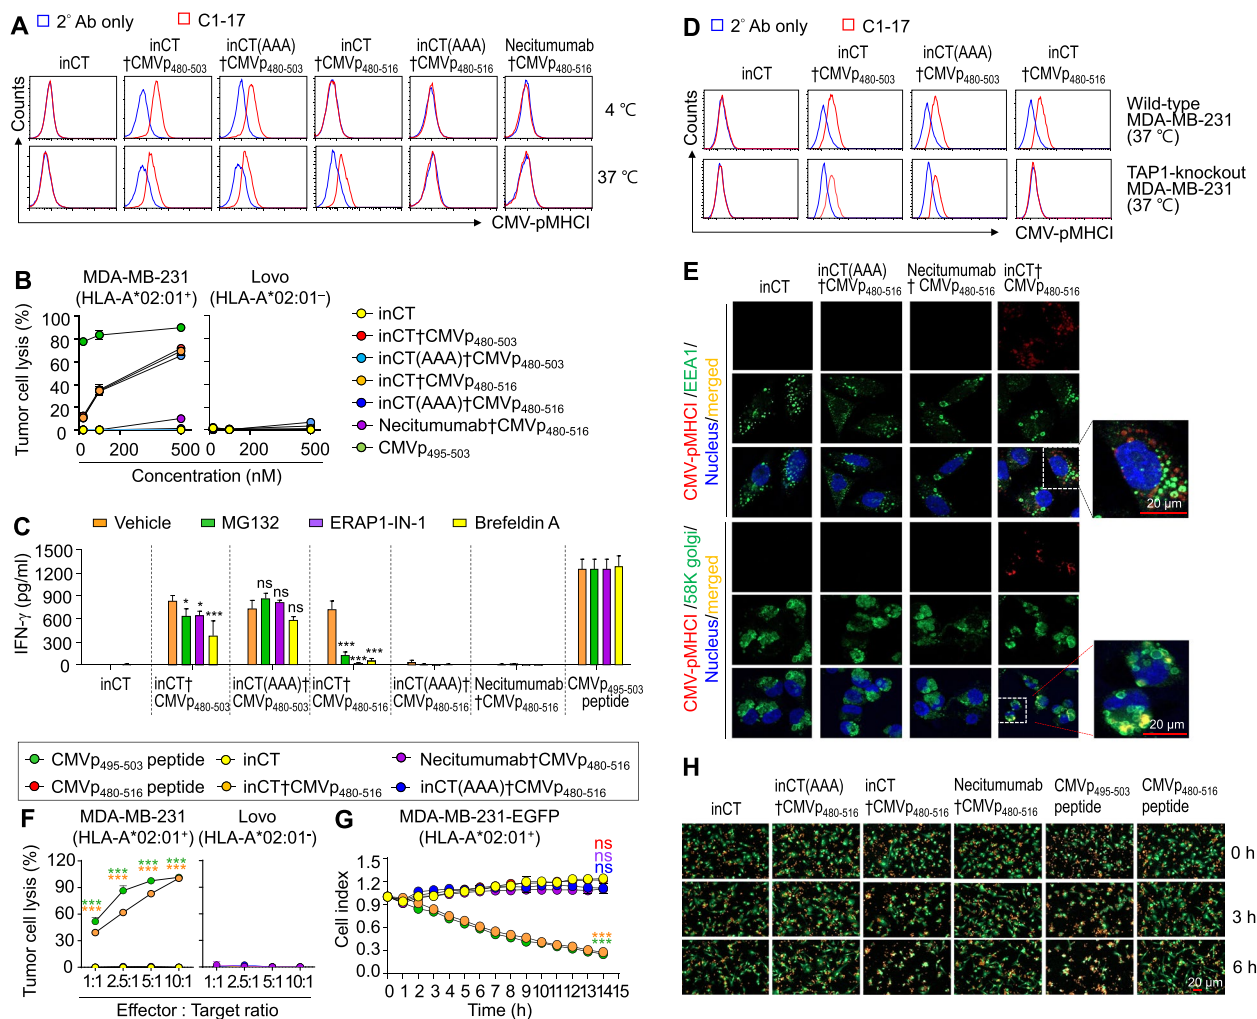 A
2° Ab only
C1-17
inCT
inCT
†CMVp480-503
inCT(AAA)
†CMVp480-503
inCT
†CMVp480-516
inCT(AAA)
†CMVp480-516
Necitumumab
†CMVp480-516
Counts
4 ℃
37 ℃
CMV-pMHCI
D
2° Ab only
C1-17
inCT
inCT
†CMVp480-503
inCT(AAA)
†CMVp480-503
inCT
†CMVp480-516
Counts
Wild-type
MDA-MB-231
(37 ℃)
TAP1-knockout
MDA-MB-231
(37 ℃)
CMV-pMHCI
B
MDA-MB-231
(HLA-A*02:01+)
Lovo
(HLA-A*02:01–)
Tumor cell lysis (%)
100
80
60
40
20
0
0 200 500
0 200 500
Concentration (nM)
inCT
inCT†CMVp480-503
inCT(AAA)†CMVp480-503
inCT†CMVp480-516
inCT(AAA)†CMVp480-516
Necitumumab†CMVp480-516
CMVp495-503
E
inCT
inCT(AAA)
†CMVp480-516
Necitumumab
† CMVp480-516
inCT†
CMVp480-516
CMV-pMHCI /EEA1/
Nucleus/merged
20 µm
CMV-pMHCI /58K golgi/
Nucleus/merged
20 µm
C
Vehicle
MG132
ERAP1-IN-1
Brefeldin A
IFN-γ (pg/ml)
1500
1200
900
600
300
0
* * ***
ns ns ns
*** *** ***
inCT
inCT†
CMVp480-503
inCT(AAA)†
CMVp480-503
inCT†
CMVp480-516
inCT(AAA)†
CMVp480-516
Necitumumab
†CMVp480-516
CMVp495-503
peptide
CMVp495-503 peptide
inCT
Necitumumab†CMVp480-516
CMVp480-516 peptide
inCT†CMVp480-516
inCT(AAA)†CMVp480-516
F
MDA-MB-231
(HLA-A*02:01+)
Lovo
(HLA-A*02:01-)
Tumor cell lysis (%)
120
90
60
30
0
*** *** *** ***
*** *** *** ***
1:1 2.5:1 5:1 10:1
1:1 2.5:1 5:1 10:1
Effector : Target ratio
G
MDA-MB-231-EGFP
(HLA-A*02:01+)
Cell index
1.5
1.2
0.9
0.6
0.3
0.0
ns
ns
ns
***
***
0 1 2 3 4 5 6 7 8 9 10 11 12 13 14 15
Time (h)
H
inCT
inCT(AAA)
†CMVp480-516
inCT
†CMVp480-516
Necitumumab
†CMVp480-516
CMVp495-503
peptide
CMVp480-516
peptide
0 h
3 h
6 h
20 µm